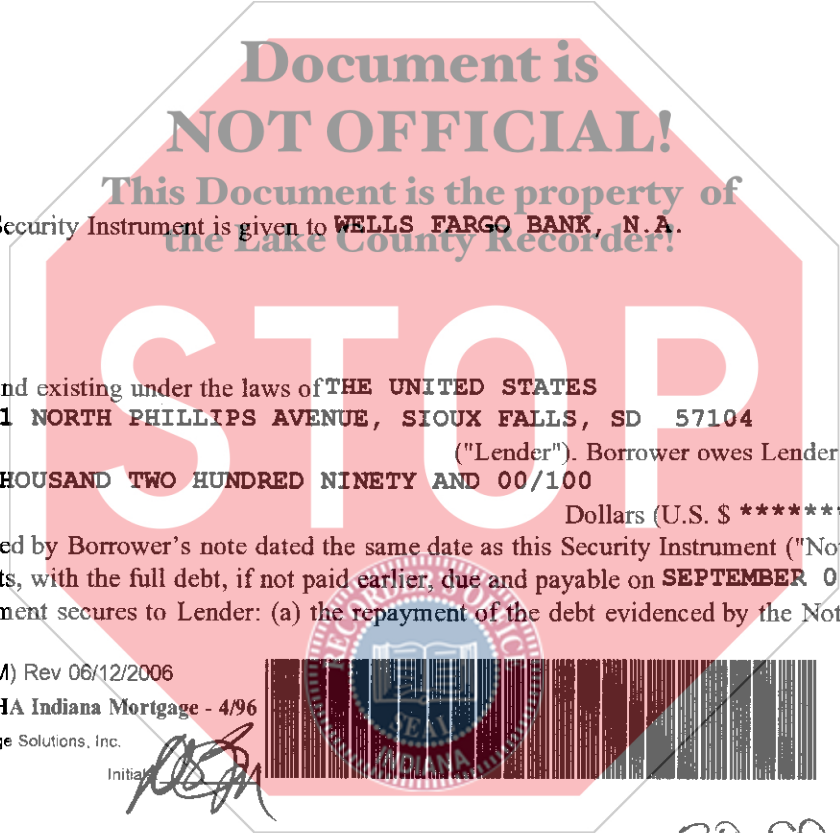 Document is
NOT OFFICIAL!
This Document is the property of
the Lake County Recorder!
Security Instrument is given to WELLS FARGO BANK, N.A.
STOP
nd existing under the laws of THE UNITED STATES
1 NORTH PHILLIPS AVENUE, SIOUX FALLS, SD 57104
("Lender"). Borrower owes Lender
HOUSAND TWO HUNDRED NINETY AND 00/100
Dollars (U.S. $ *******
ed by Borrower's note dated the same date as this Security Instrument ("No
ts, with the full debt, if not paid earlier, due and payable on SEPTEMBER 0
ment secures to Lender: (a) the repayment of the debt evidenced by the Not
M) Rev 06/12/2006
HA Indiana Mortgage - 4/96
ge Solutions, Inc.
Initial
RECORDER'S OFFICE
SEAL
INDIANA